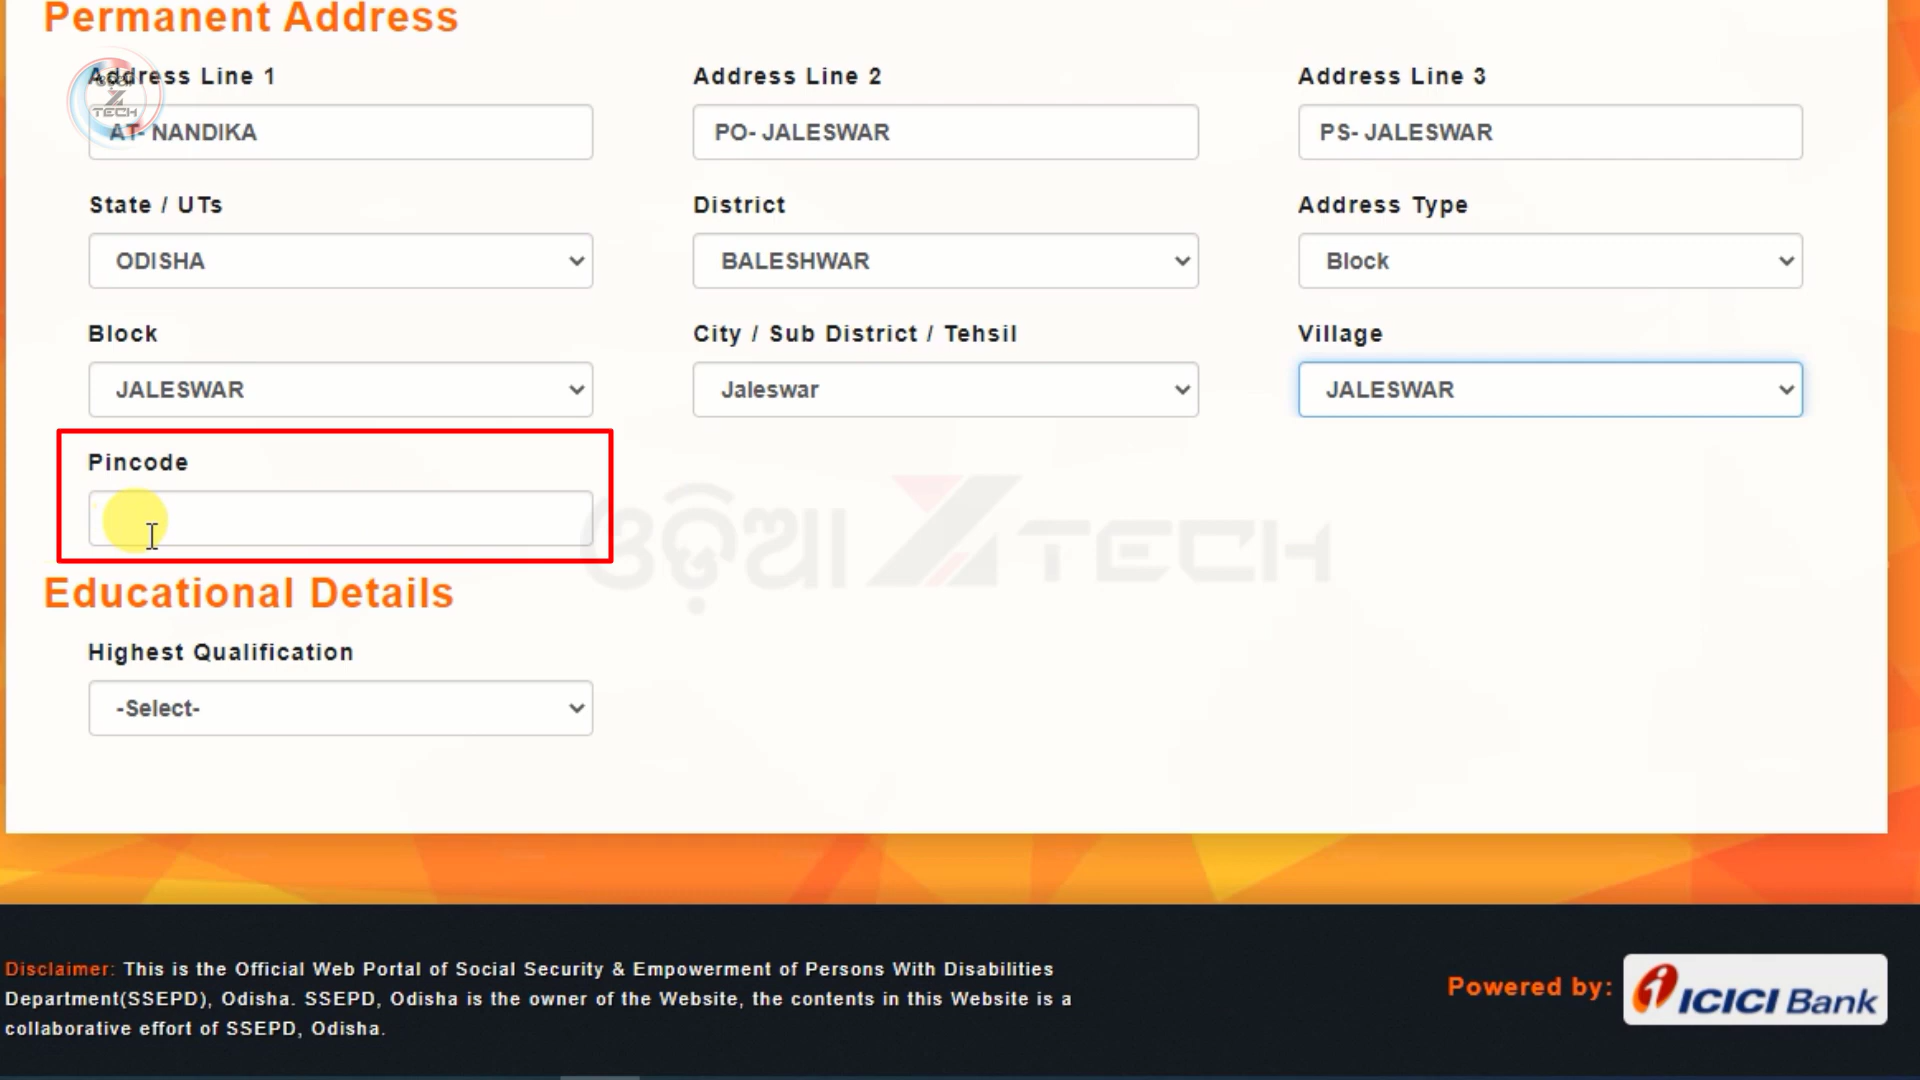 Permanent Address
Address Line 1
Address Line 2
Address Line 3
ଓଡ଼ିଆ
Z
TECH
AT- NANDIKA
PO- JALESWAR
PS- JALESWAR
State / UTs
District
Address Type
ODISHA
BALESHWAR
Block
Block
City / Sub District / Tehsil
Village
JALESWAR
Jaleswar
JALESWAR
Pincode
ଓଡ଼ିଆ Z TECH
Educational Details
Highest Qualification
-Select-
Disclaimer: This is the Official Web Portal of Social Security & Empowerment of Persons With Disabilities
Department(SSEPD), Odisha. SSEPD, Odisha is the owner of the Website, the contents in this Website is a
collaborative effort of SSEPD, Odisha.
Powered by:
ICICI Bank